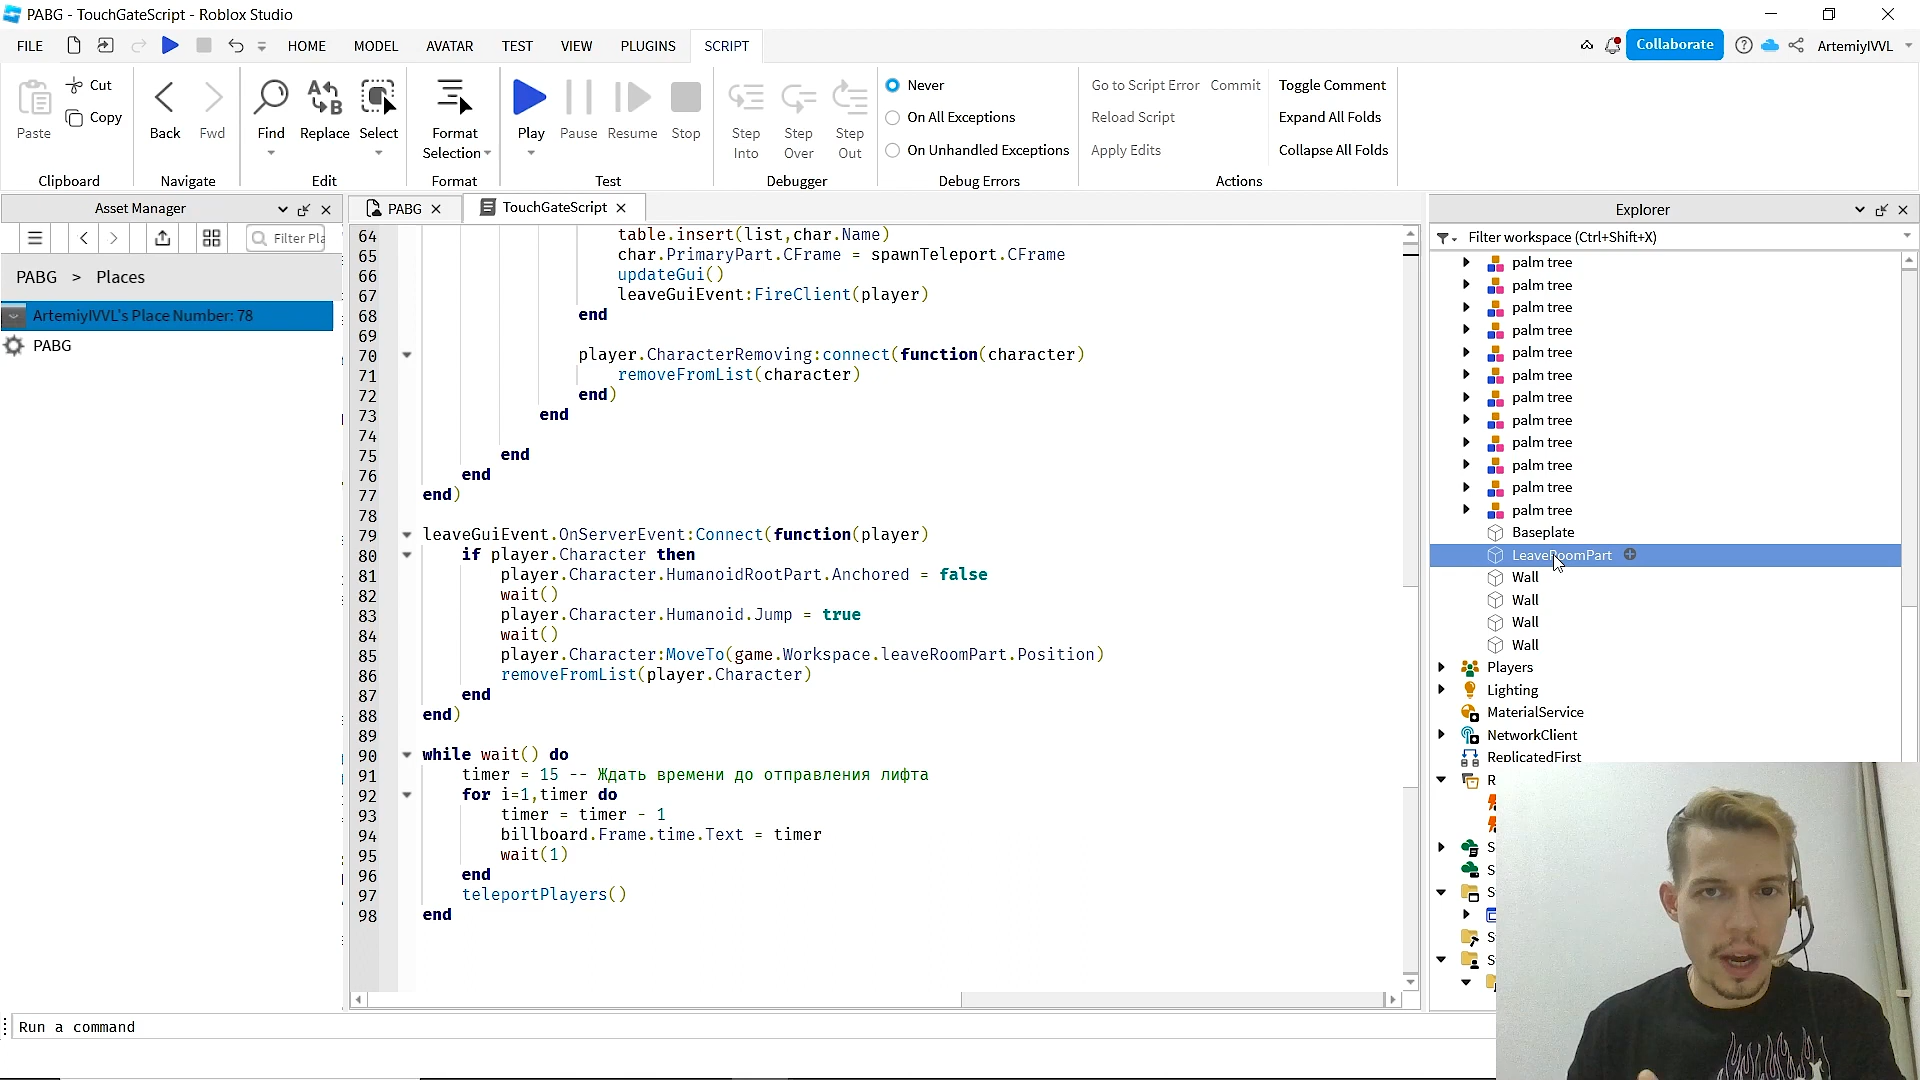 PABG - TouchGateScript - Roblox Studio
FILE HOME MODEL AVATAR TEST VIEW PLUGINS SCRIPT Collaborate ArtemiyIVVL
Paste Cut Copy Clipboard
Back Fwd Navigate
Find Replace Select Edit
Format Selection Format
Play Pause Resume Stop Test
Step Into Step Over Step Out Debugger
Never
On All Exceptions
On Unhandled Exceptions
Debug Errors
Go to Script Error Commit Toggle Comment
Reload Script Expand All Folds
Apply Edits Collapse All Folds
Actions
Asset Manager
Filter Pla
PABG > Places
ArtemiyIVVL's Place Number: 78
PABG
PABG TouchGateScript
64 table.insert(list,char.Name)
65 char.PrimaryPart.CFrame = spawnTeleport.CFrame
66 updateGui()
67 leaveGuiEvent:FireClient(player)
68 end
69
70 player.CharacterRemoving:connect(function(character)
71 removeFromList(character)
72 end)
73 end
74
75 end
76 end
77 end)
78
79 leaveGuiEvent.OnServerEvent:Connect(function(player)
80 if player.Character then
81 player.Character.HumanoidRootPart.Anchored = false
82 wait()
83 player.Character.Humanoid.Jump = true
84 wait()
85 player.Character:MoveTo(game.Workspace.leaveRoomPart.Position)
86 removeFromList(player.Character)
87 end
88 end)
89
90 while wait() do
91 timer = 15 -- Ждать времени до отправления лифта
92 for i=1,timer do
93 timer = timer - 1
94 billboard.Frame.time.Text = timer
95 wait(1)
96 end
97 teleportPlayers()
98 end
Explorer
Filter workspace (Ctrl+Shift+X)
palm tree
palm tree
palm tree
palm tree
palm tree
palm tree
palm tree
palm tree
palm tree
palm tree
palm tree
palm tree
Baseplate
LeaveRoomPart
Wall
Wall
Wall
Wall
Players
Lighting
MaterialService
NetworkClient
ReplicatedFirst
R
S
S
S
S
S
Run a command